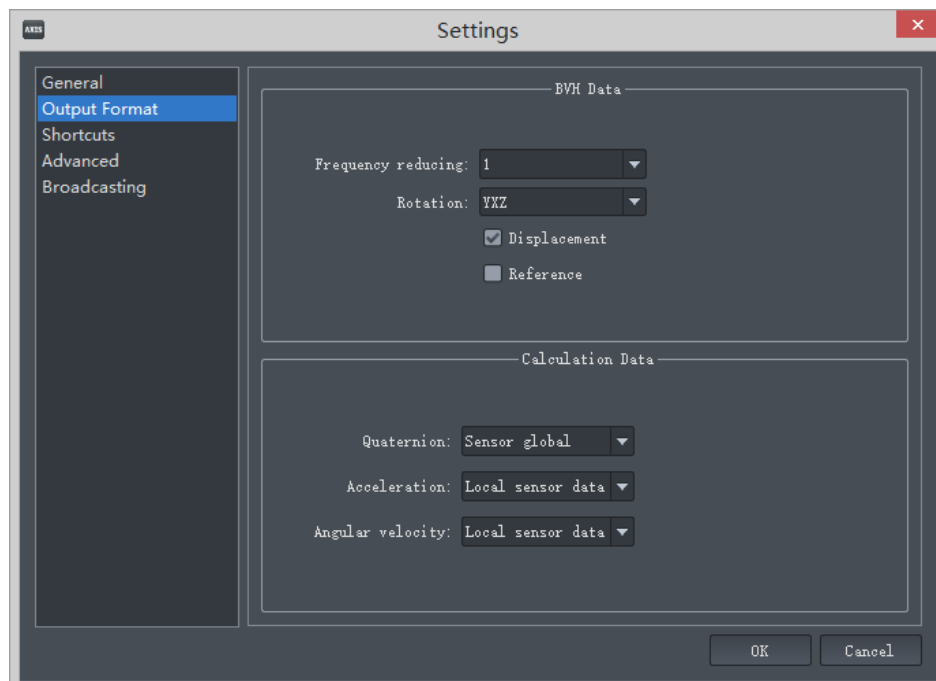 AXIS
Settings
General
Output Format
Shortcuts
Advanced
Broadcasting
BVH Data
Frequency reducing: 1
Rotation: YXZ
Displacement
Reference
Calculation Data
Quaternion: Sensor global
Acceleration: Local sensor data
Angular velocity: Local sensor data
OK
Cancel